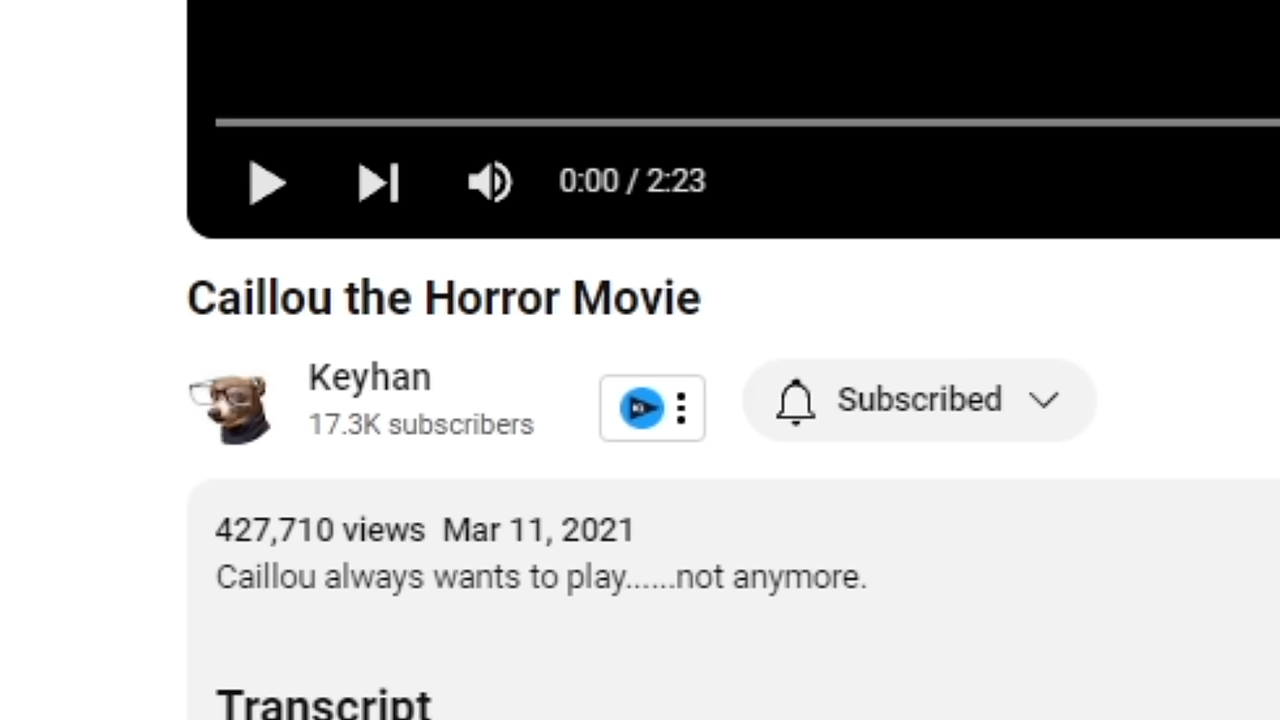 0:00 / 2:23
Caillou the Horror Movie
Keyhan
17.3K subscribers
Subscribed
427,710 views Mar 11, 2021
Caillou always wants to play......not anymore.
Transcript